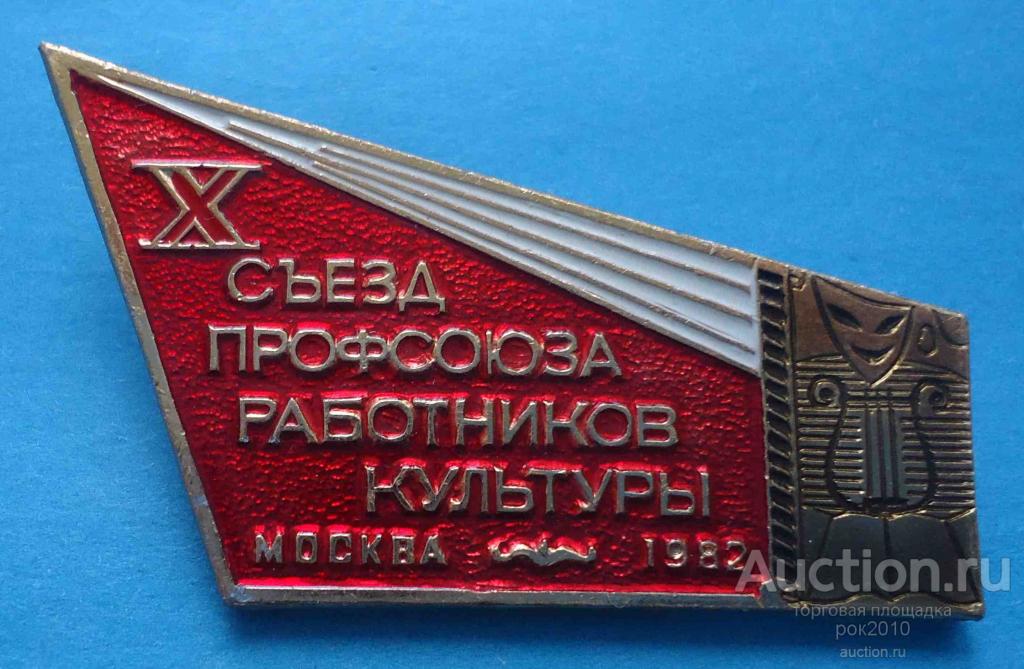 X
СЪЕЗД
ПРОФСОЮЗА
РАБОТНИКОВ
КУЛЬТУРЫ
МОСКВА 1982
Auction.ru
торговая площадка
рок2010
auction.ru